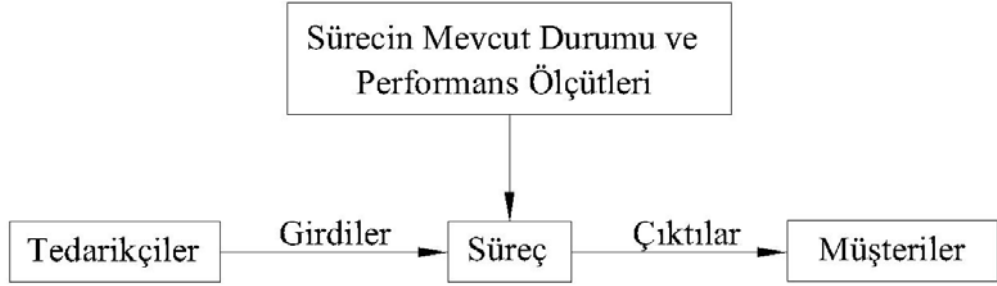 Sürecin Mevcut Durumu ve
Performans Ölçütleri
Tedarikçiler
Girdiler
Süreç
Çıktılar
Müşteriler